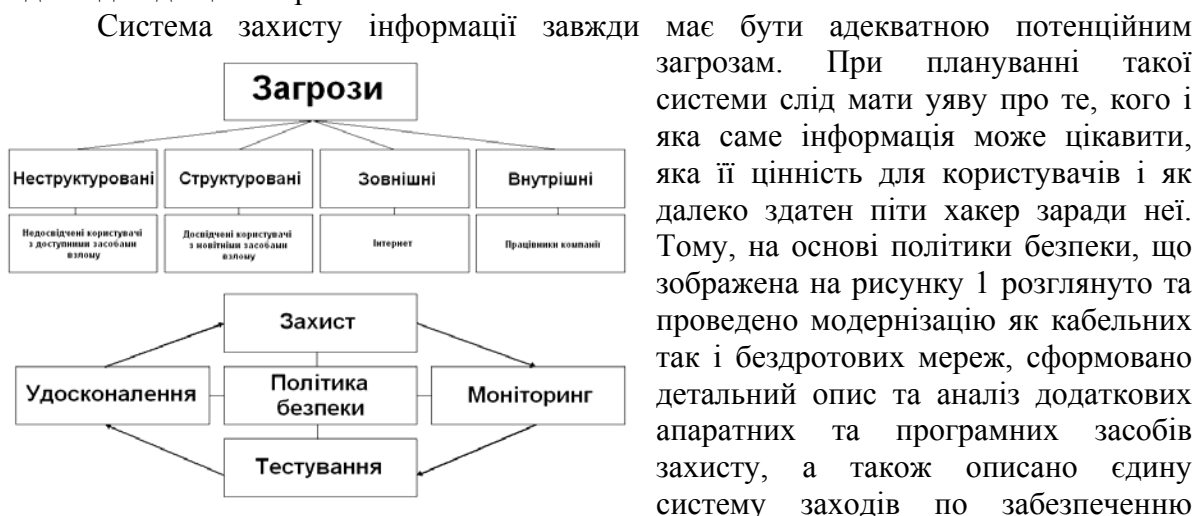 Система захисту інформації завжди має бути адекватною потенційним
Загрози
Неструктуровані
Структуровані
Зовнішні
Внутрішні
Недосвідчені користувачі
з доступними засобами
взлому
Досвідчені користувачі
з новітніми засобами
взлому
Інтернет
Працівники компанії
Захист
Удосконалення
Політика
безпеки
Моніторинг
Тестування
загрозам. При плануванні такої
системи слід мати уяву про те, кого і
яка саме інформація може цікавити,
яка її цінність для користувачів і як
далеко здатен піти хакер заради неї.
Тому, на основі політики безпеки, що
зображена на рисунку 1 розглянуто та
проведено модернізацію як кабельних
так і бездротових мереж, сформовано
детальний опис та аналіз додаткових
апаратних та програмних засобів
захисту, а також описано єдину
систему заходів по забезпеченню